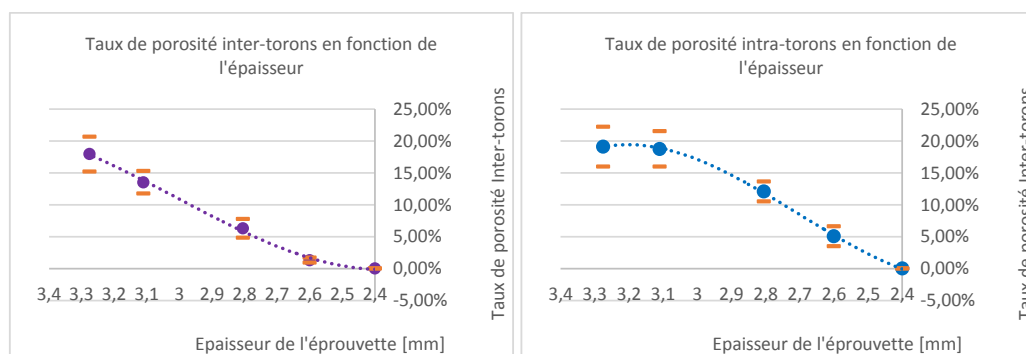 Taux de porosité inter-torons en fonction de
l'épaisseur
25,00%
20,00%
15,00%
10,00%
5,00%
0,00%
-5,00%
3,4 3,3 3,2 3,1 3 2,9 2,8 2,7 2,6 2,5 2,4
Taux de porosité Inter-torons
Epaisseur de l'éprouvette [mm]
Taux de porosité intra-torons en fonction de
l'épaisseur
25,00%
20,00%
15,00%
10,00%
5,00%
0,00%
-5,00%
3,4 3,3 3,2 3,1 3 2,9 2,8 2,7 2,6 2,5 2,4
Taux de porosité Inter-torons
Epaisseur de l'éprouvette [mm]